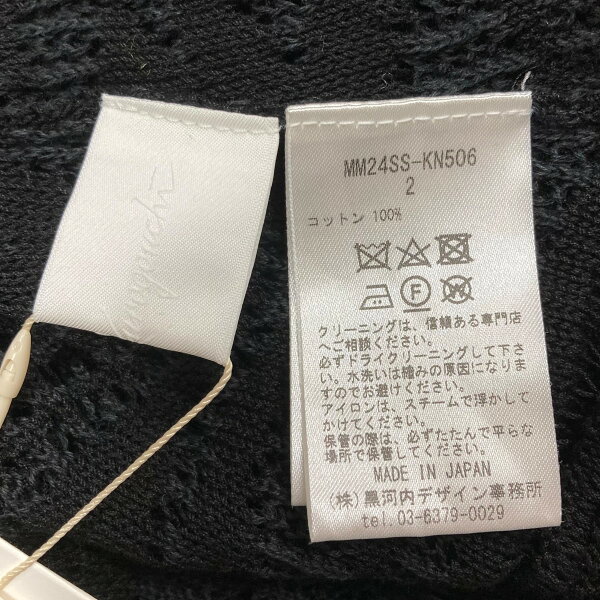 MM24SS-KN506
2
コットン 100%
F
W
クリーニングは、信頼ある専門店
へご相談ください。
必ずドライクリーニングして下さ
い。水洗いは縮みの原因になりま
すのでお避けください。
アイロンは、スチームで浮かして
かけてください。
保管の際は、必ずたたんで平らな
場所で保管してください。
MADE IN JAPAN
(株)黒河内デザイン事務所
tel. 03-6379-0029